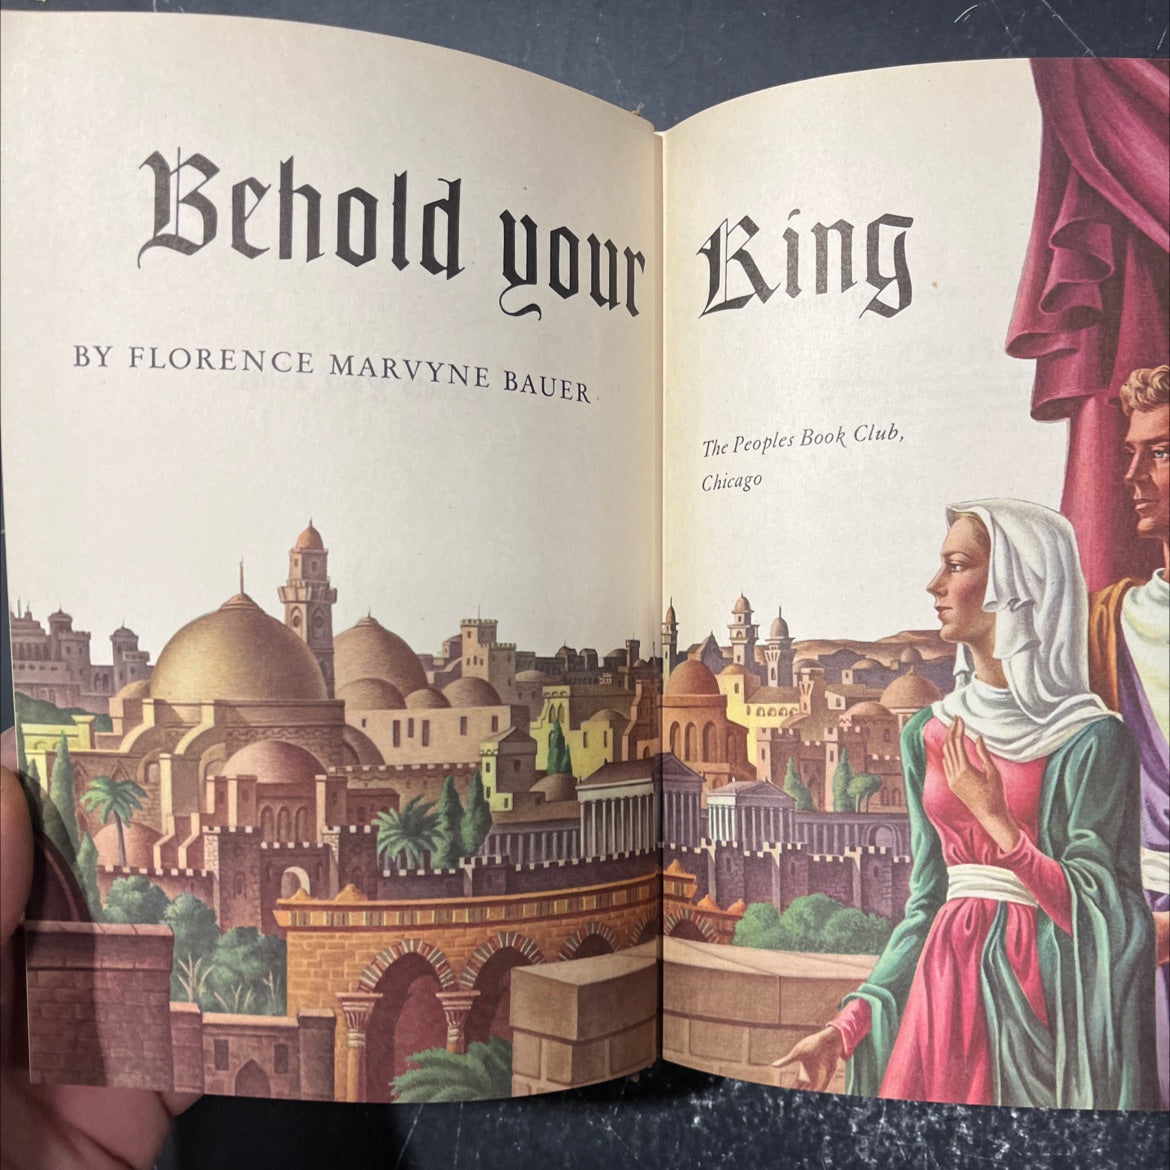 Behold your King
BY FLORENCE MARVYNE BAUER
The Peoples Book Club,
Chicago